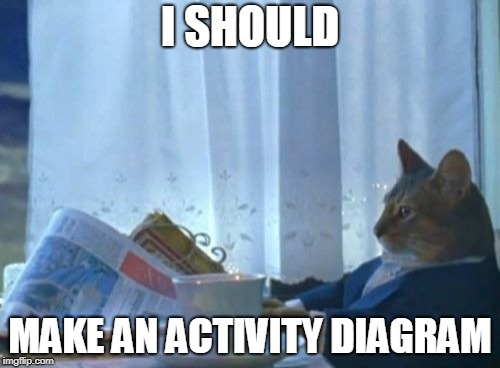 I SHOULD
MAKE AN ACTIVITY DIAGRAM
imgflip.com